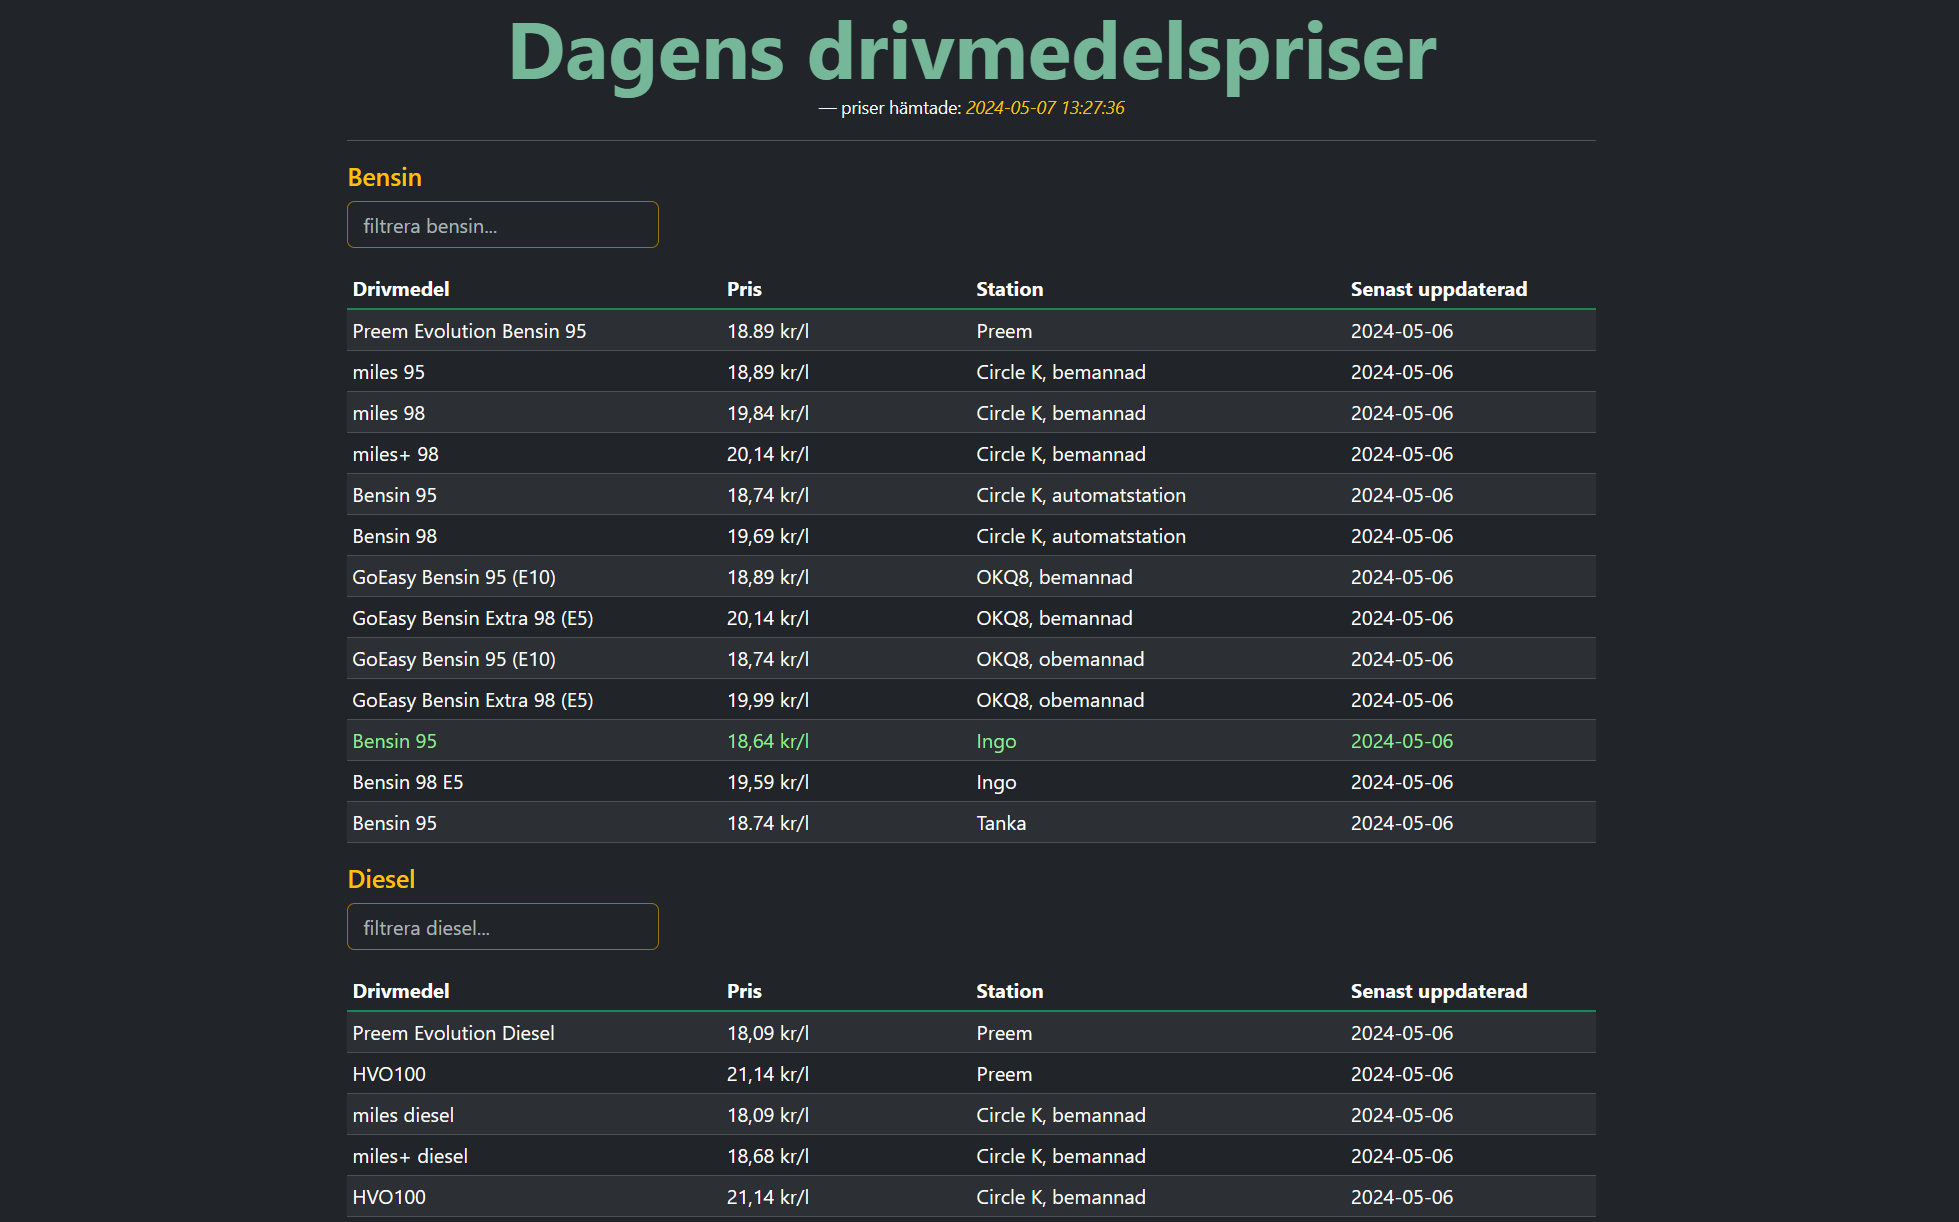 Dagens drivmedelspriser
— priser hämtade: 2024-05-07 13:27:36
Bensin
filtrera bensin...
Drivmedel Pris Station Senast uppdaterad
Preem Evolution Bensin 95 18.89 kr/l Preem 2024-05-06
miles 95 18,89 kr/l Circle K, bemannad 2024-05-06
miles 98 19,84 kr/l Circle K, bemannad 2024-05-06
miles+ 98 20,14 kr/l Circle K, bemannad 2024-05-06
Bensin 95 18,74 kr/l Circle K, automatstation 2024-05-06
Bensin 98 19,69 kr/l Circle K, automatstation 2024-05-06
GoEasy Bensin 95 (E10) 18,89 kr/l OKQ8, bemannad 2024-05-06
GoEasy Bensin Extra 98 (E5) 20,14 kr/l OKQ8, bemannad 2024-05-06
GoEasy Bensin 95 (E10) 18,74 kr/l OKQ8, obemannad 2024-05-06
GoEasy Bensin Extra 98 (E5) 19,99 kr/l OKQ8, obemannad 2024-05-06
Bensin 95 18,64 kr/l Ingo 2024-05-06
Bensin 98 E5 19,59 kr/l Ingo 2024-05-06
Bensin 95 18.74 kr/l Tanka 2024-05-06
Diesel
filtrera diesel...
Drivmedel Pris Station Senast uppdaterad
Preem Evolution Diesel 18,09 kr/l Preem 2024-05-06
HVO100 21,14 kr/l Preem 2024-05-06
miles diesel 18,09 kr/l Circle K, bemannad 2024-05-06
miles+ diesel 18,68 kr/l Circle K, bemannad 2024-05-06
HVO100 21,14 kr/l Circle K, bemannad 2024-05-06